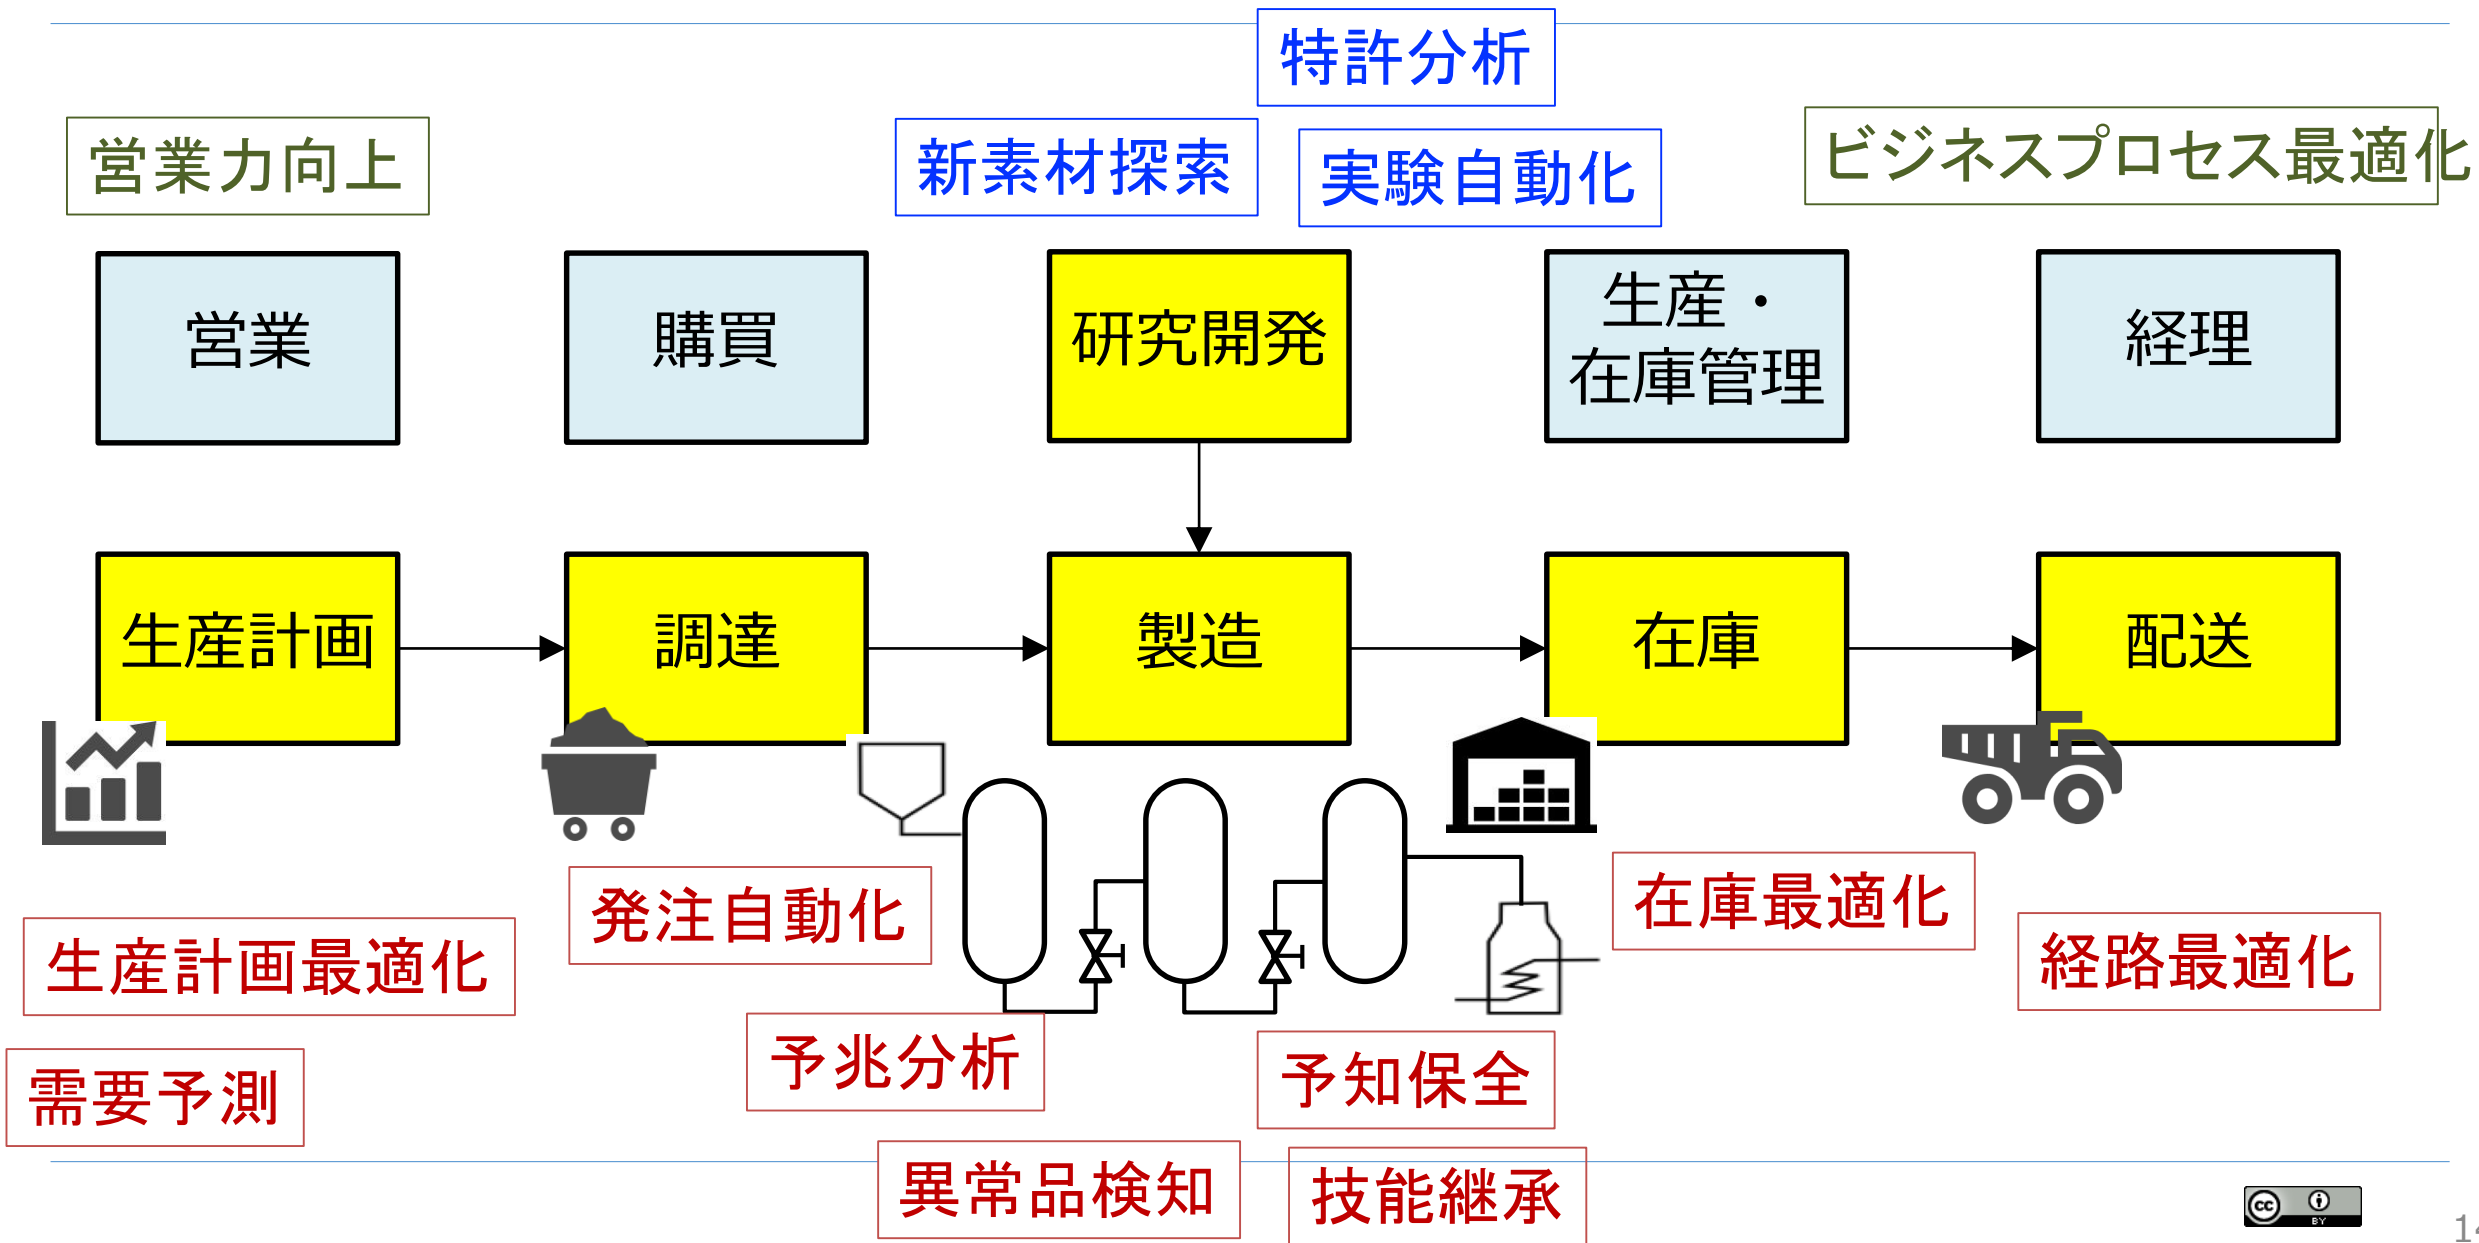 特許分析
営業力向上
新素材探索
実験自動化
ビジネスプロセス最適化
営業
購買
研究開発
生産・
在庫管理
経理
生産計画
調達
製造
在庫
配送
発注自動化
在庫最適化
生産計画最適化
経路最適化
予兆分析
予知保全
需要予測
異常品検知
技能継承
cc
BY